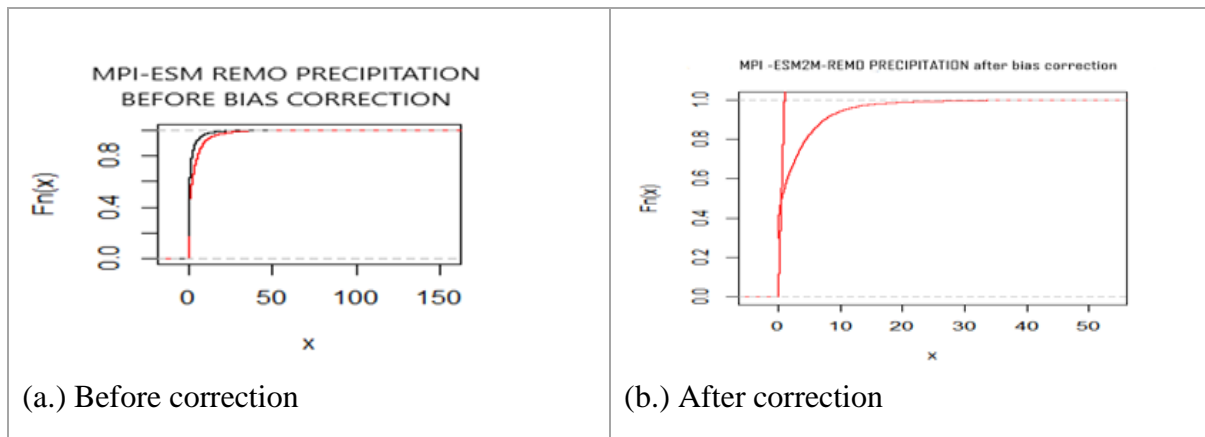 MPI-ESM REMO PRECIPITATION
BEFORE BIAS CORRECTION
Fn(x)
0.8
0.4
0.0
0 50 100 150
x
(a.) Before correction
MPI -ESM2M-REMO PRECIPITATION after bias correction
Fn(x)
1.0
0.8
0.6
0.4
0.2
0.0
0 10 20 30 40 50
x
(b.) After correction